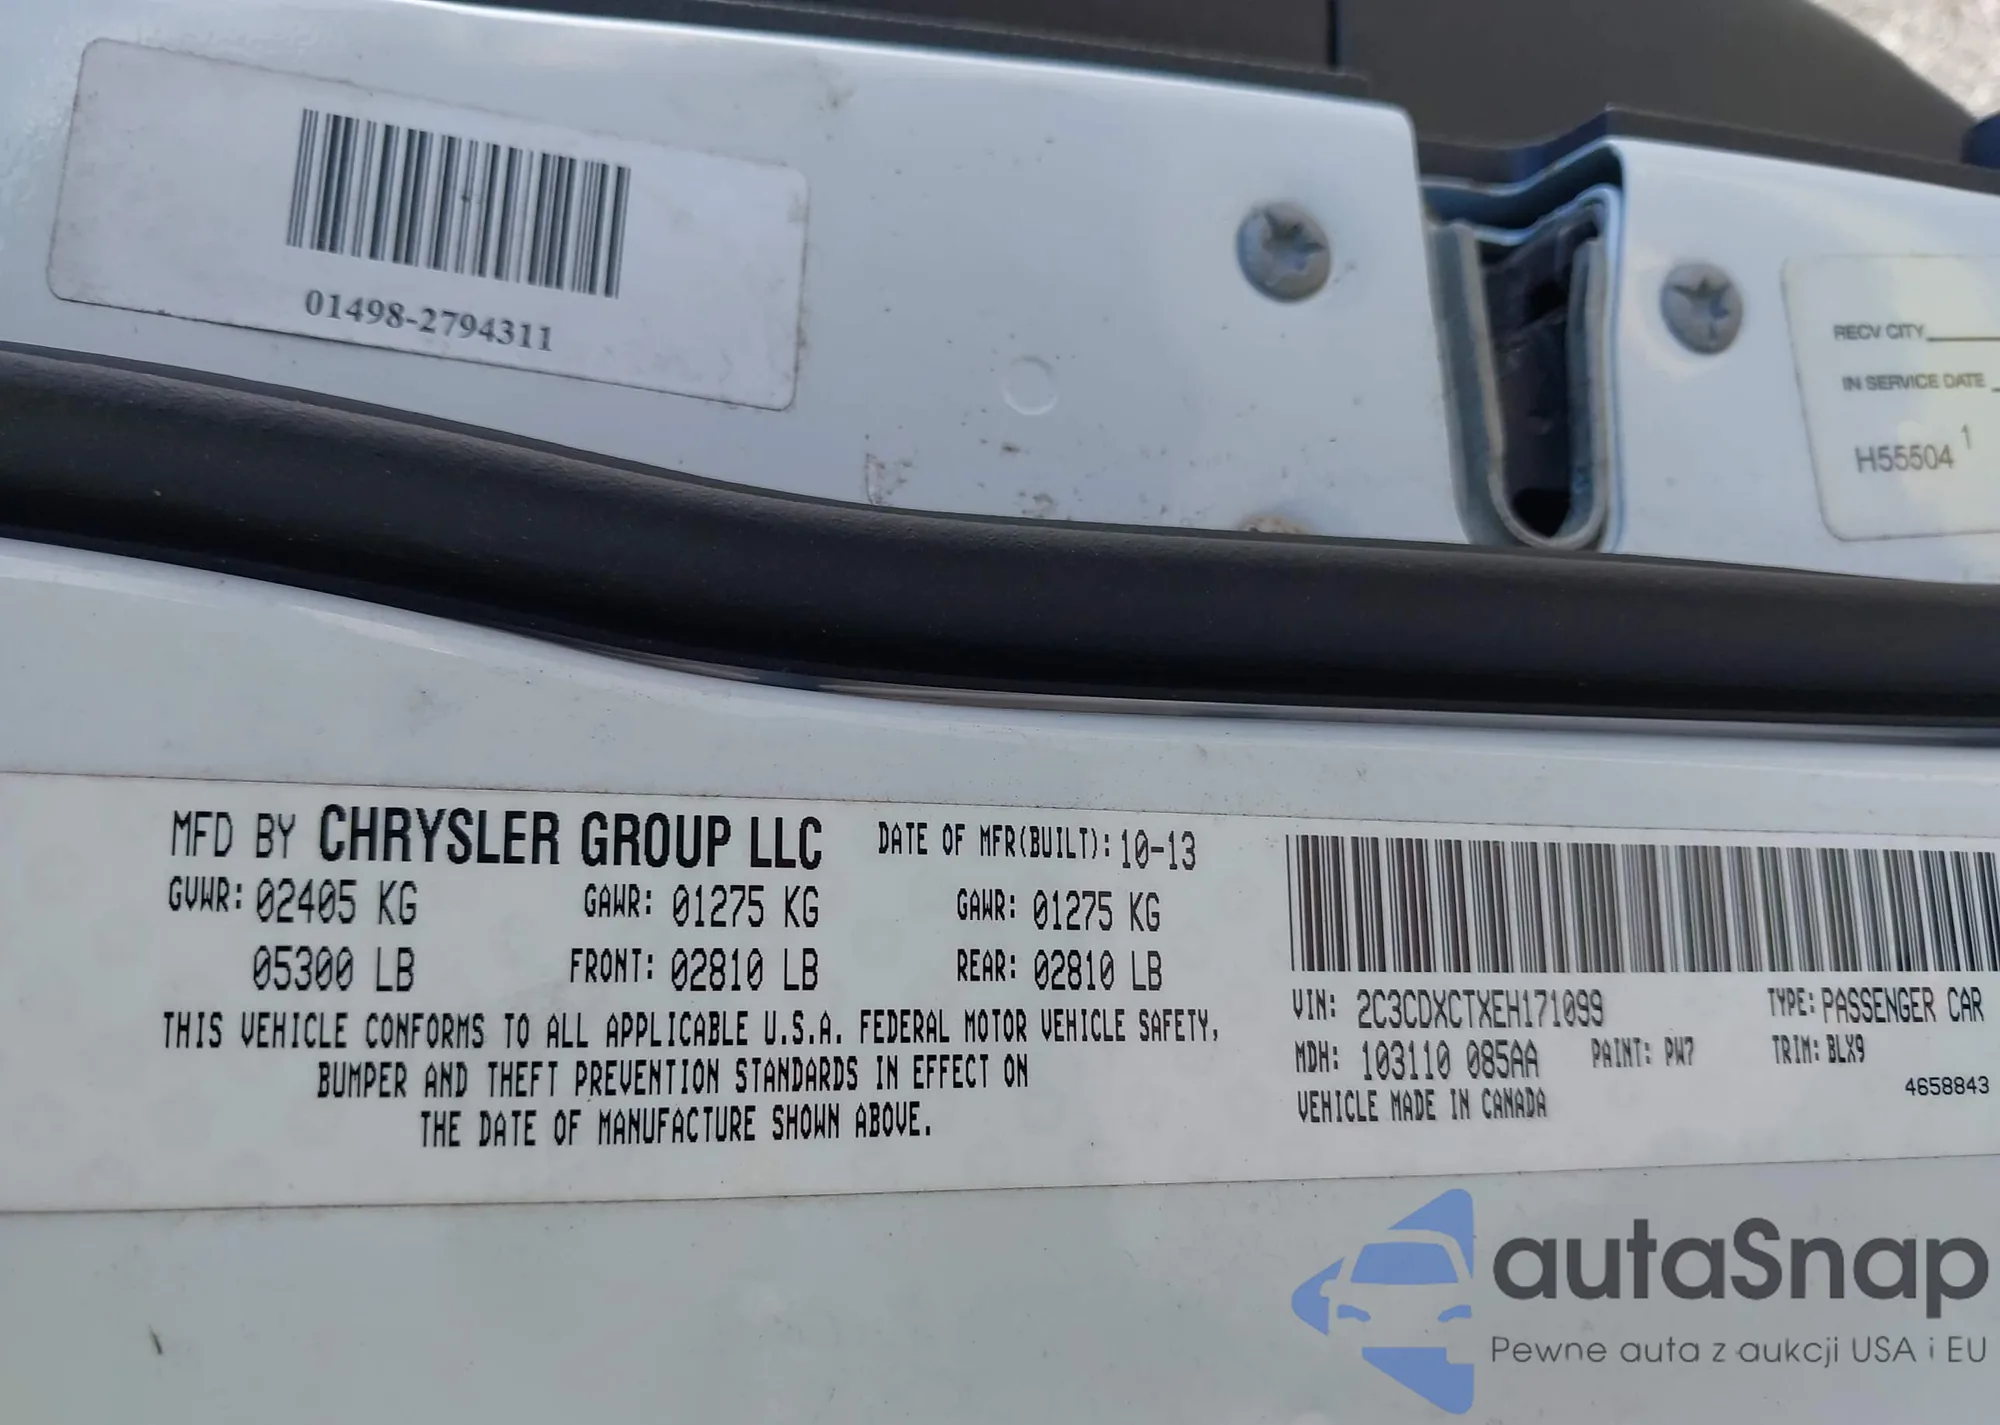 01498-2794311
RECV CITY
IN SERVICE DATE
H55504 1
MFD BY CHRYSLER GROUP LLC DATE OF MFR(BUILT): 10-13
GVWR: 02405 KG GAWR: 01275 KG GAWR: 01275 KG
05300 LB FRONT: 02810 LB REAR: 02810 LB
THIS VEHICLE CONFORMS TO ALL APPLICABLE U.S.A. FEDERAL MOTOR VEHICLE SAFETY,
BUMPER AND THEFT PREVENTION STANDARDS IN EFFECT ON
THE DATE OF MANUFACTURE SHOWN ABOVE.
VIN: 2C3CDXCTXEH171099 TYPE: PASSENGER CAR
MDH: 103110 085AA PAINT: PW7 TRIM: BLX9
VEHICLE MADE IN CANADA 4658843
autaSnap
Pewne auta z aukcji USA i EU